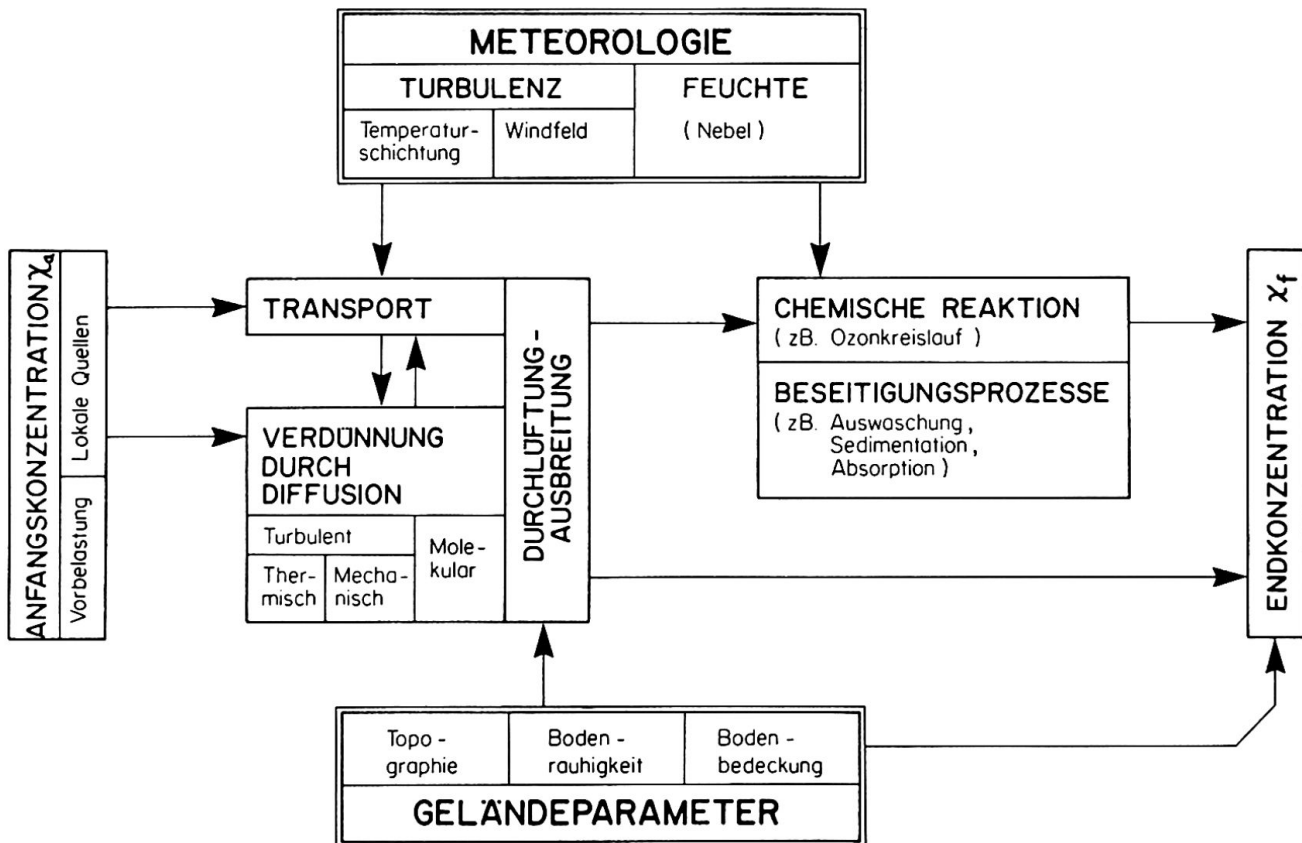 METEOROLOGIE
TURBULENZ
FEUCHTE
Temperatur-
schichtung
Windfeld
( Nebel )
ANFANGSKONZENTRATION χa
Lokale Quellen
Vorbelastung
TRANSPORT
VERDÜNNUNG
DURCH
DIFFUSION
Turbulent
Ther-
misch
Mecha-
nisch
Mole-
kular
DURCHLÜFTUNG-
AUSBREITUNG
CHEMISCHE REAKTION
( zB. Ozonkreislauf )
BESEITIGUNGSPROZESSE
( zB. Auswaschung,
Sedimentation,
Absorption )
ENDKONZENTRATION χf
Topo-
graphie
Boden-
rauhigkeit
Boden-
bedeckung
GELÄNDEPARAMETER